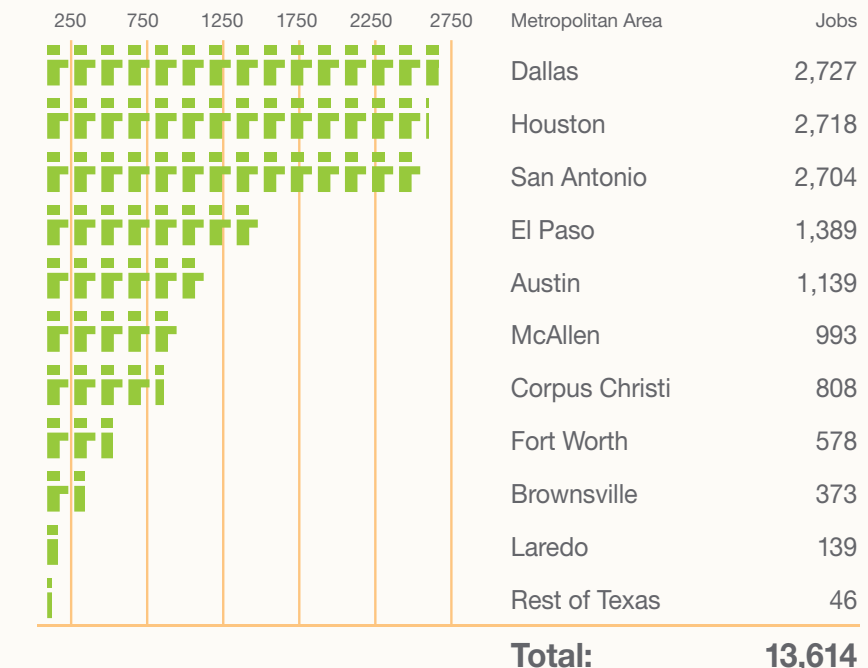 250 750 1250 1750 2250 2750 Metropolitan Area Jobs
Dallas 2,727
Houston 2,718
San Antonio 2,704
El Paso 1,389
Austin 1,139
McAllen 993
Corpus Christi 808
Fort Worth 578
Brownsville 373
Laredo 139
Rest of Texas 46
Total: 13,614